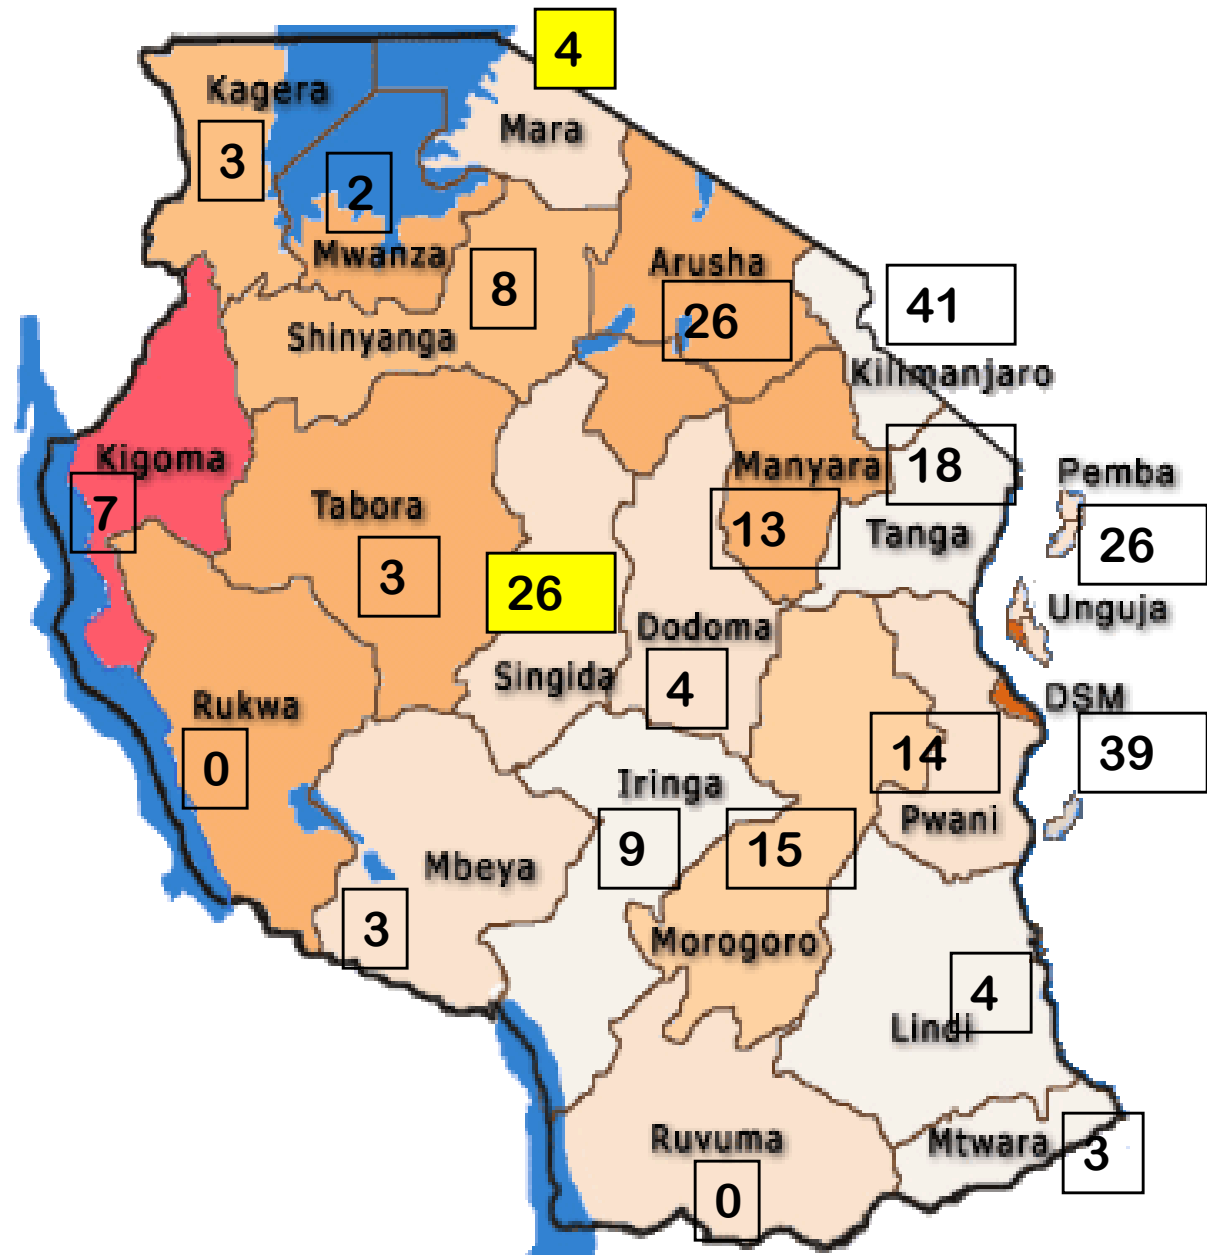 4
Kagera
Mara
3
2
Mwanza
Arusha
8
26
41
Shinyanga
Kilimanjaro
Kigoma
Manyara
18
Pemba
7
Tabora
13
Tanga
26
3
26
Dodoma
Unguja
Singida
4
DSM
Rukwa
0
14
39
Iringa
Pwani
9
15
Mbeya
3
Morogoro
4
Lindi
Ruvuma
Mtwara
3
0